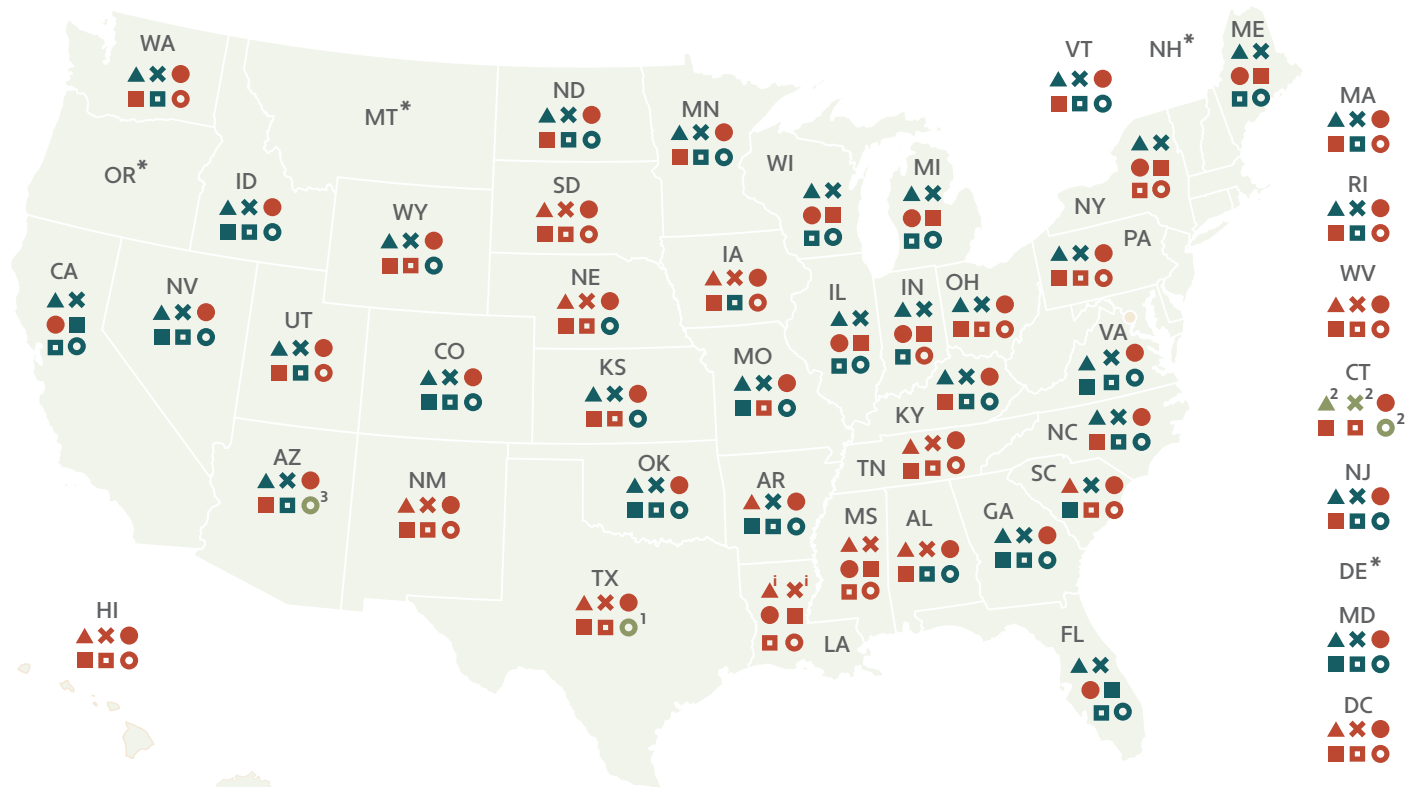 WA
VT
NH*
ME
MT*
ND
MN
MA
OR*
WI
MI
ID
SD
RI
WY
NY
PA
CA
NV
NE
IA
IL
IN
OH
WV
UT
CO
KS
MO
VA
CT
2 2
2
KY
NC
AZ
3
NM
OK
AR
TN
SC
NJ
MS
AL
GA
TX
1
i i
LA
DE*
HI
FL
MD
DC